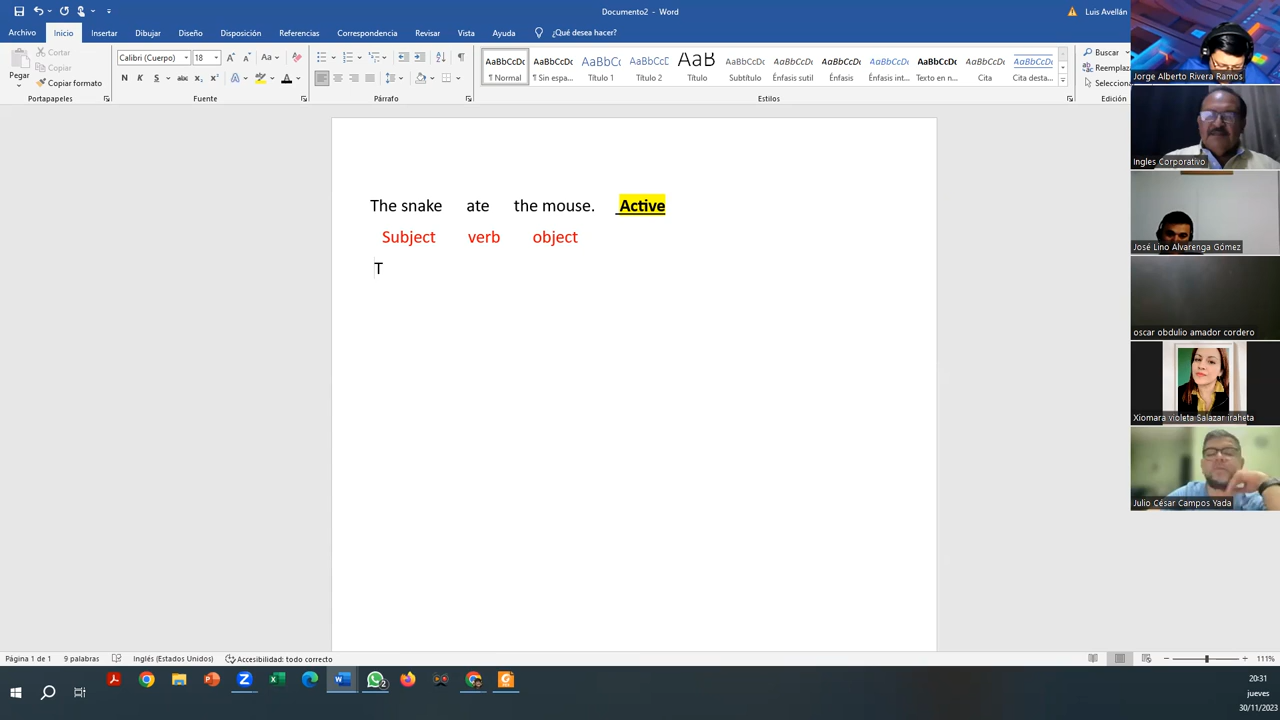 Documento2 - Word
Luis Avellán
Archivo Inicio Insertar Dibujar Diseño Disposición Referencias Correspondencia Revisar Vista Ayuda ¿Qué desea hacer?
Pegar
Cortar
Copiar
Copiar formato
Portapapeles
Calibri (Cuerpo) 18
Fuente
Párrafo
AaBbCcDc AaBbCcDc AaBbCc AaBbCcD AaB AaBbCcD AaBbCcDc AaBbCcDc AaBbCcDc AaBbCcDc AaBbCcDc AaBbCcDc
¶ Normal ¶ Sin espa... Título 1 Título 2 Título Subtítulo Énfasis sutil Énfasis Énfasis int... Texto en n... Cita Cita desta...
Estilos
Buscar
Reemplaza
Selecciona
Edición
The snake ate the mouse. Active
Subject verb object
T
Jorge Alberto Rivera Ramos
Ingles Corporativo
José Lino Alvarenga Gómez
oscar obdulio amador cordero
Xiomara violeta Salazar iraheta
Julio César Campos Yada
Página 1 de 1 9 palabras Inglés (Estados Unidos) Accesibilidad: todo correcto 111%
2
20:31
jueves
30/11/2023